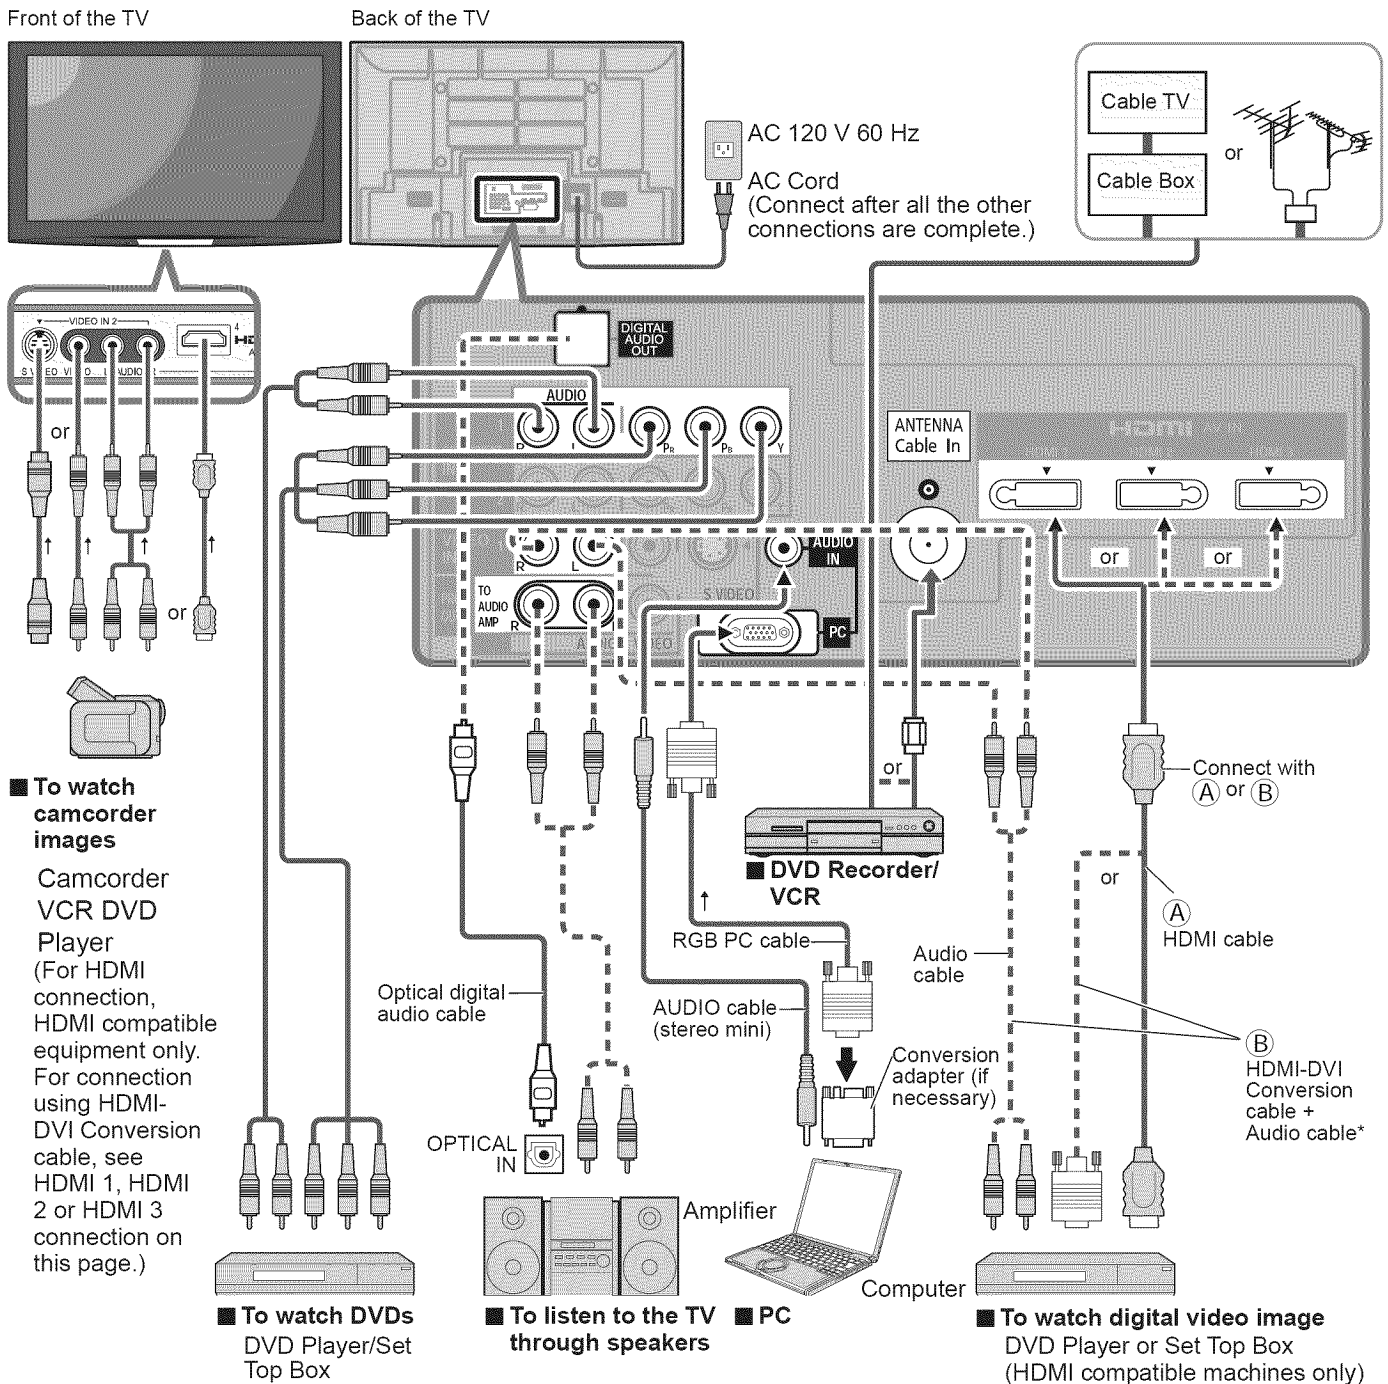 Front of the TV
Back of the TV
AC 120 V 60 Hz
AC Cord
(Connect after all the other
connections are complete.)
Cable TV
Cable Box
or
VIDEO IN 2
4
S VIDEO
or
or
DIGITAL
AUDIO
OUT
AUDIO
R
L
PR
PB
Y
R
L
TO
AUDIO
AMP
R
S VIDEO
AUDIO
IN
PC
ANTENNA
Cable In
HDMI
or
or
■ To watch
camcorder
images
Camcorder
VCR DVD
Player
(For HDMI
connection,
HDMI compatible
equipment only.
For connection
using HDMI-
DVI Conversion
cable, see
HDMI 1, HDMI
2 or HDMI 3
connection on
this page.)
or
■ DVD Recorder/
VCR
Connect with
Ⓐ or Ⓑ
or
Ⓐ
HDMI cable
RGB PC cable
Audio
cable
Optical digital
audio cable
AUDIO cable
(stereo mini)
Conversion
adapter (if
necessary)
Ⓑ
HDMI-DVI
Conversion
cable +
Audio cable*
OPTICAL
IN
Amplifier
Computer
■ To watch DVDs
DVD Player/Set
Top Box
■ To listen to the TV
through speakers
■ PC
■ To watch digital video image
DVD Player or Set Top Box
(HDMI compatible machines only)